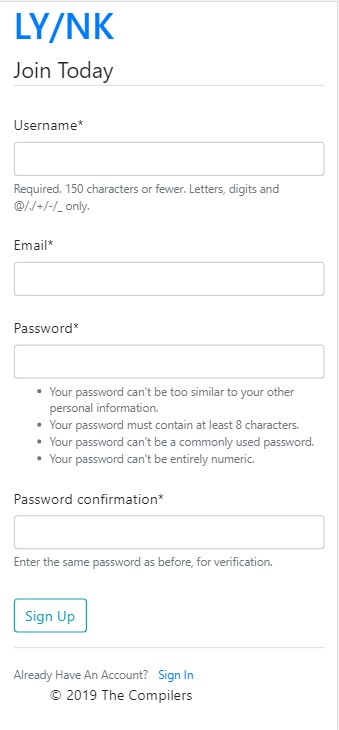 LY/NK
Join Today
Username*
Required. 150 characters or fewer. Letters, digits and
@/./+/-/_ only.
Email*
Password*
• Your password can't be too similar to your other
personal information.
• Your password must contain at least 8 characters.
• Your password can't be a commonly used password.
• Your password can't be entirely numeric.
Password confirmation*
Enter the same password as before, for verification.
Sign Up
Already Have An Account? Sign In
© 2019 The Compilers